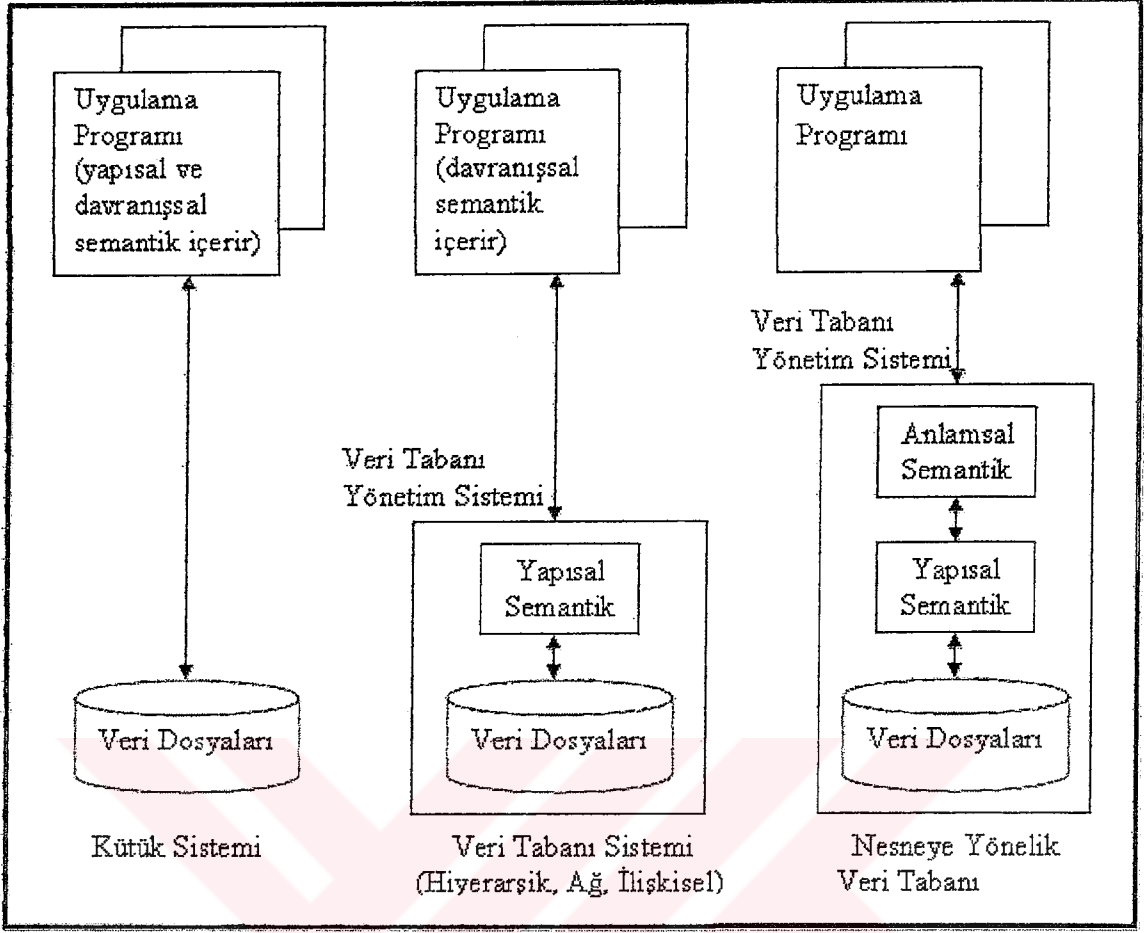 Uygulama
Programı
(yapısal ve
davranışsal
semantik içerir)
Uygulama
Programı
(davranışsal
semantik
içerir)
Uygulama
Programı
Veri Tabanı
Yönetim Sistemi
Anlamsal
Semantik
Veri Tabanı
Yönetim Sistemi
Yapısal
Semantik
Yapısal
Semantik
Veri Dosyaları
Veri Dosyaları
Veri Dosyaları
Kütük Sistemi
Veri Tabanı Sistemi
(Hiyerarşik, Ağ, İlişkisel)
Nesneye Yönelik
Veri Tabanı